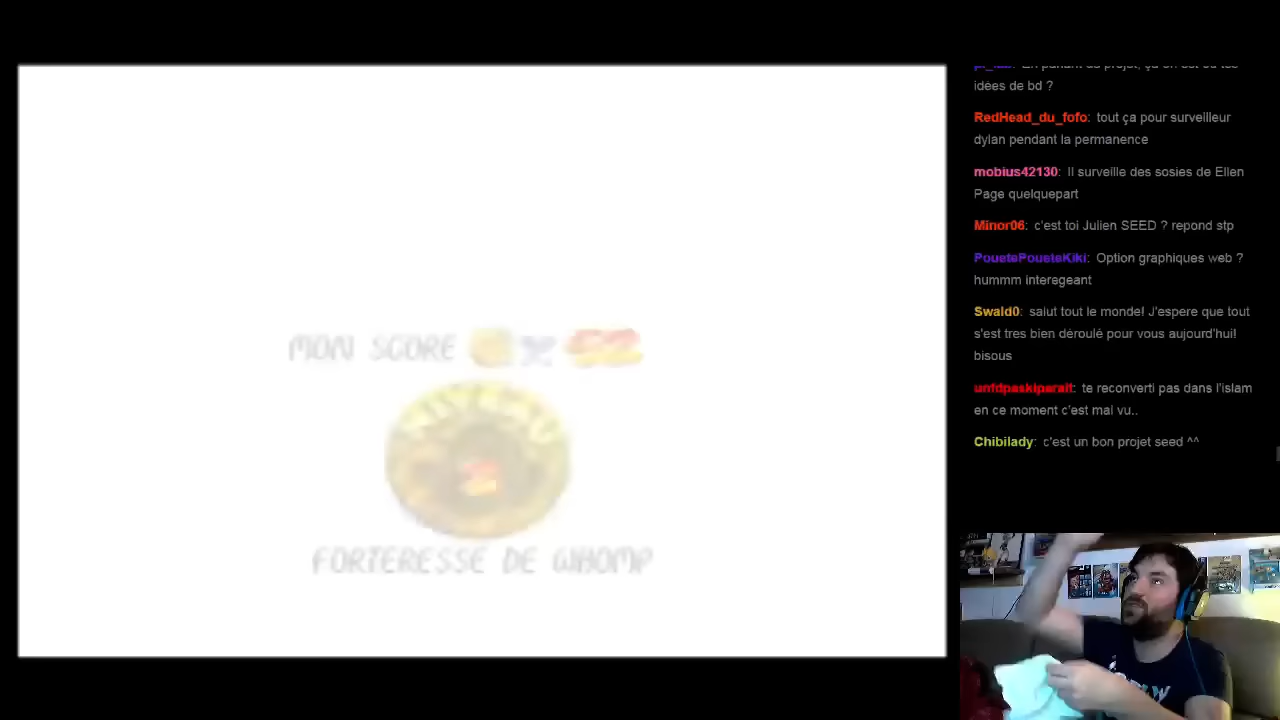 MON SCORE
NIVEAU
2
FORTERESSE DE WHOMP
idées de bd ?
RedHead_du_fofo: tout ça pour surveilleur
dylan pendant la permanence
mobius42130: Il surveille des sosies de Ellen
Page quelquepart
Minor06: c'est toi Julien SEED ? repond stp
PouetePoueteKiki: Option graphiques web ?
hummm interegeant
Swald0: salut tout le monde! J'espere que tout
s'est tres bien déroulé pour vous aujourd'hui!
bisous
unfdpaskiparait: te reconverti pas dans l'islam
en ce moment c'est mal vu..
Chibilady: c'est un bon projet seed ^^